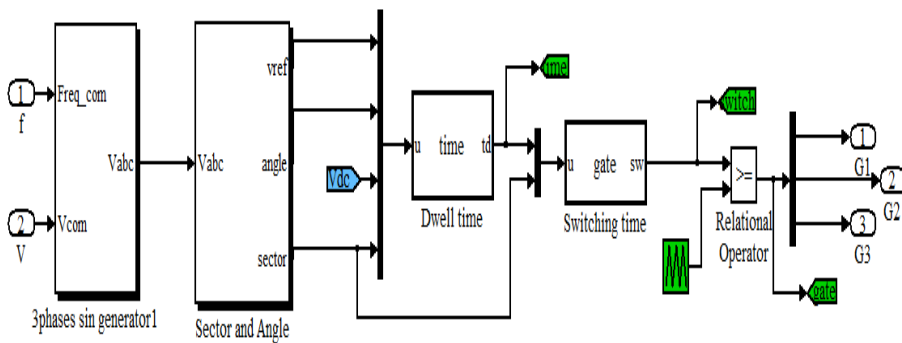 1
f
Freq_com
2
V
Vcom
Vabc
3phases sin generator1
Vabc
vref
angle
sector
Sector and Angle
Vdc
u
time
td
Dwell time
ime
u
gate
sw
Switching time
witch
>=
Relational
Operator
gate
1
G1
2
G2
3
G3